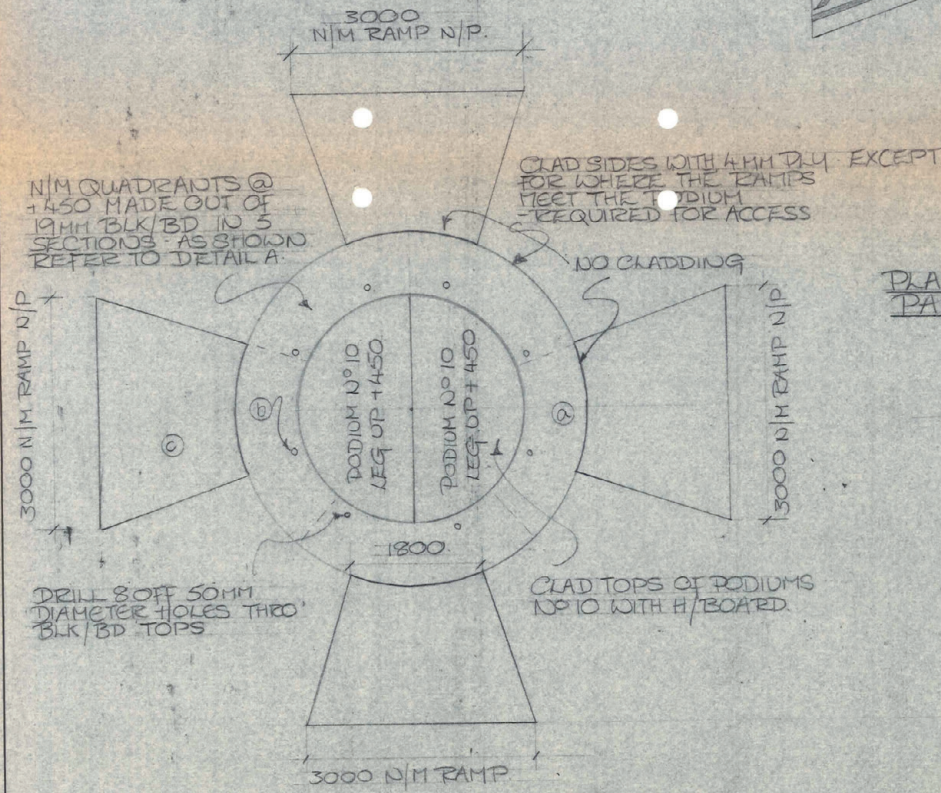 3000
N/M RAMP N/P.
CLAD SIDES WITH 4MM PLY EXCEPT
FOR WHERE THE RAMPS
MEET THE PODIUM
- REQUIRED FOR ACCESS
N/M QUADRANTS @
+450 MADE OUT OF
19MM BLK/BD IN 5
SECTIONS - AS SHOWN
REFER TO DETAIL A.
NO CLADDING
PLA
PA
3000 N/M RAMP N/P
c
b
PODIUM Nº 10
LEG UP +450
PODIUM Nº 10
LEG UP +450
a
3000 N/M RAMP N/P
1800
DRILL 8 OFF 50MM
DIAMETER HOLES THRO'
BLK/BD TOPS
CLAD TOPS OF PODIUMS
Nº 10 WITH H/BOARD.
3000 N/M RAMP